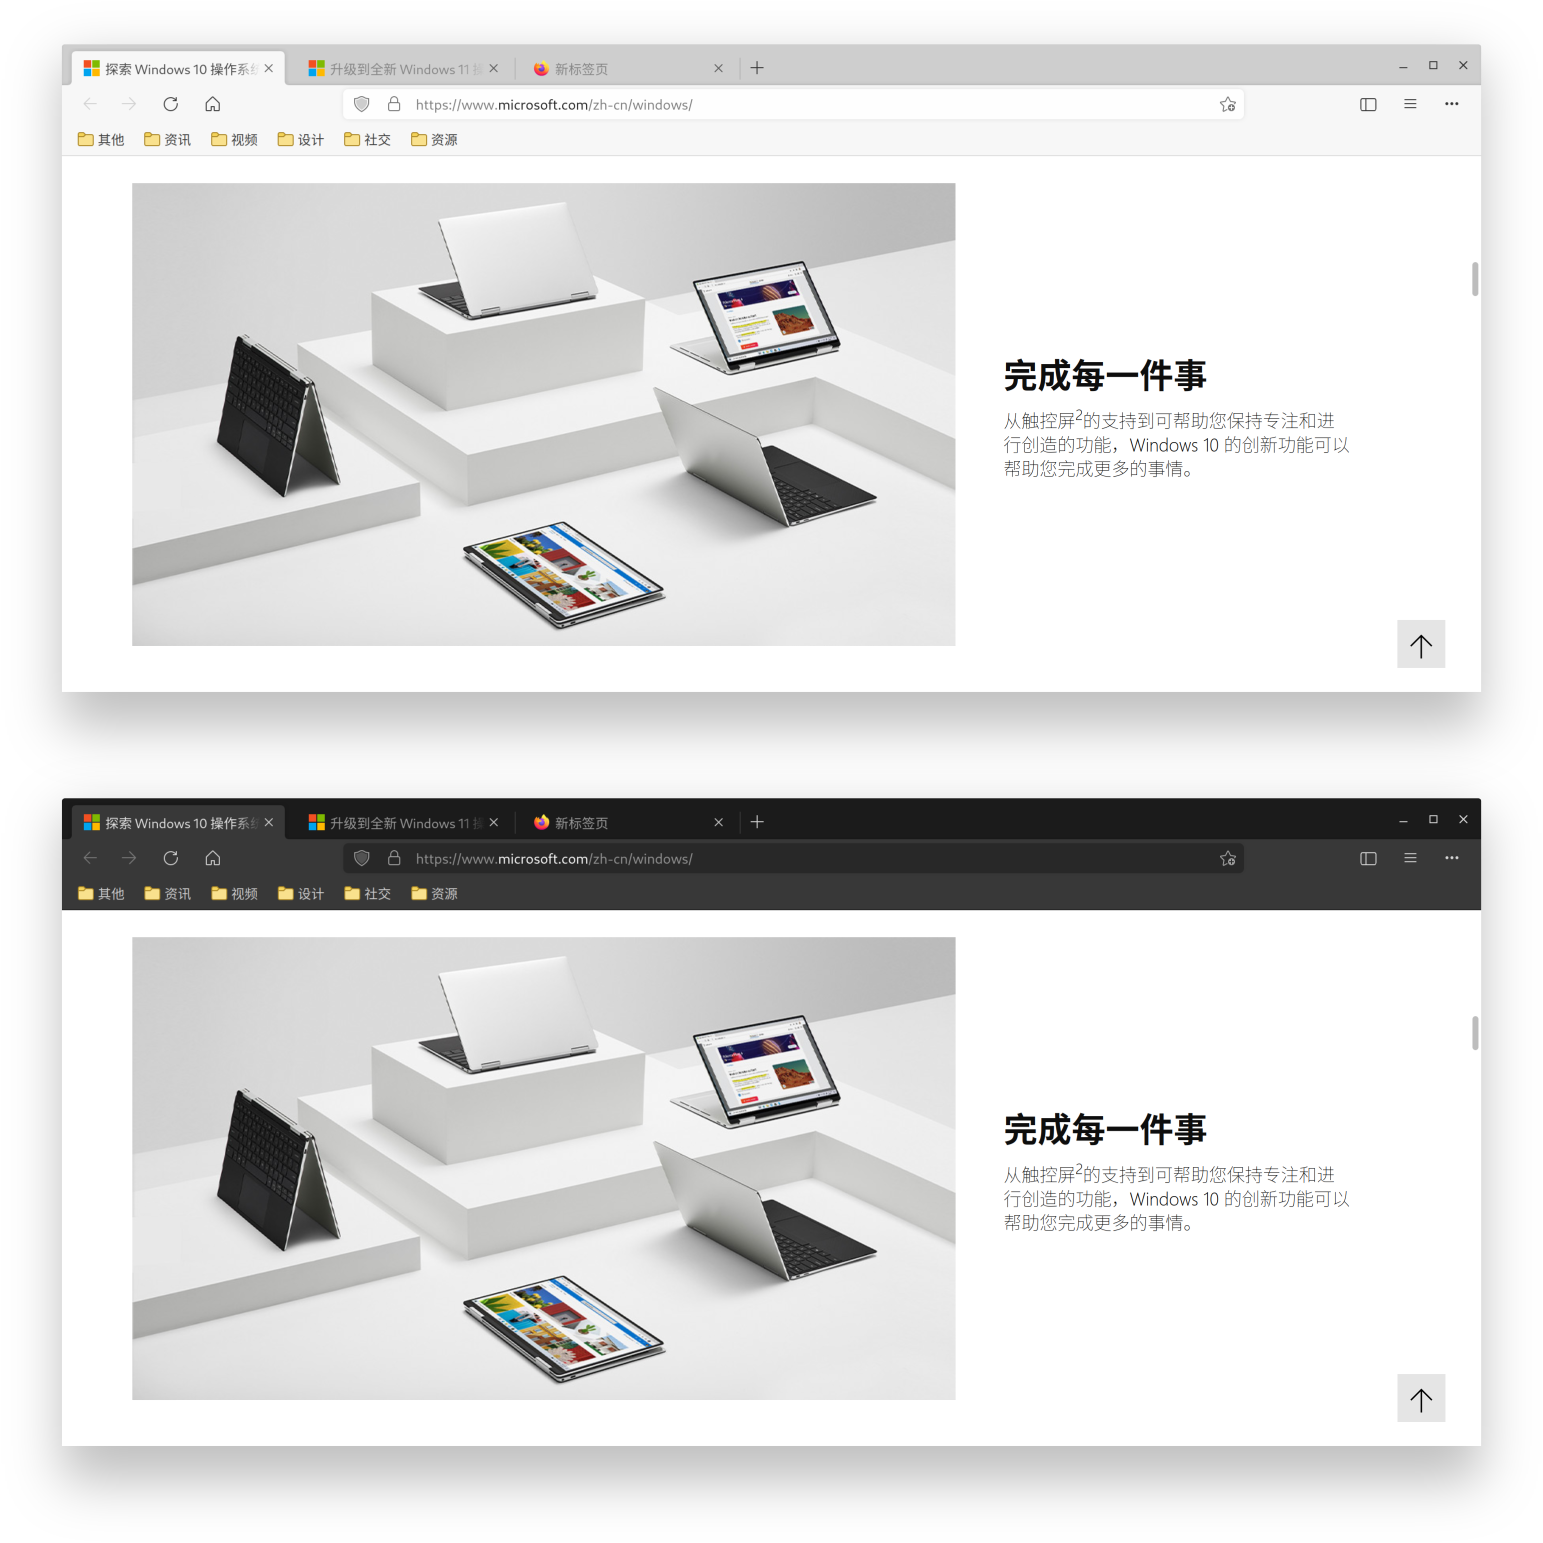 探索 Windows 10 操作系统
升级到全新 Windows 11 操
新标签页
https://www.microsoft.com/zh-cn/windows/
其他 资讯 视频 设计 社交 资源
完成每一件事
从触控屏²的支持到可帮助您保持专注和进
行创造的功能，Windows 10 的创新功能可以
帮助您完成更多的事情。
探索 Windows 10 操作系统
升级到全新 Windows 11 操
新标签页
https://www.microsoft.com/zh-cn/windows/
其他 资讯 视频 设计 社交 资源
完成每一件事
从触控屏²的支持到可帮助您保持专注和进
行创造的功能，Windows 10 的创新功能可以
帮助您完成更多的事情。